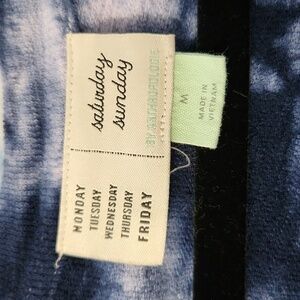 saturday
sunday
BY ANTHROPOLOGIE
MONDAY
TUESDAY
WEDNESDAY
THURSDAY
FRIDAY
M
MADE IN
VIETNAM